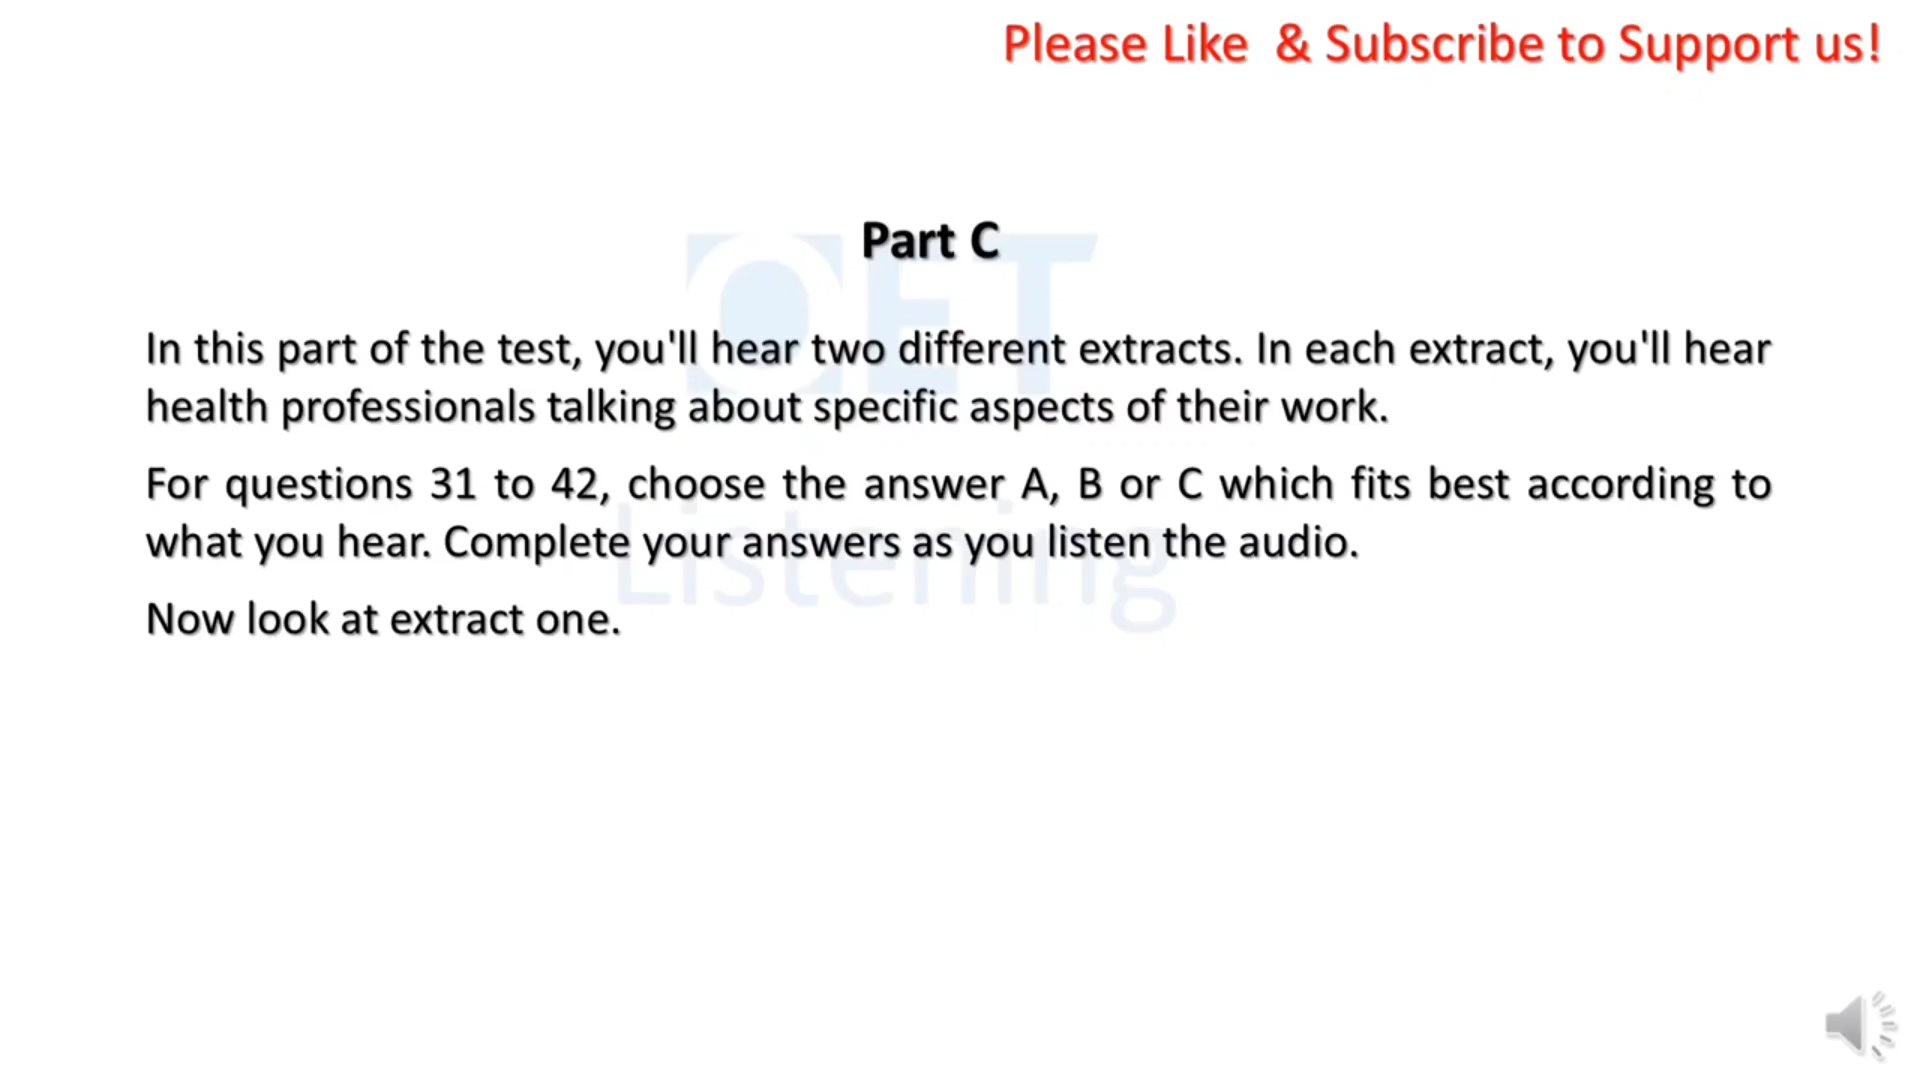 Please Like & Subscribe to Support us!
Part C
OET
In this part of the test, you'll hear two different extracts. In each extract, you'll hear
health professionals talking about specific aspects of their work.
For questions 31 to 42, choose the answer A, B or C which fits best according to
what you hear. Complete your answers as you listen the audio.
Listening
Now look at extract one.